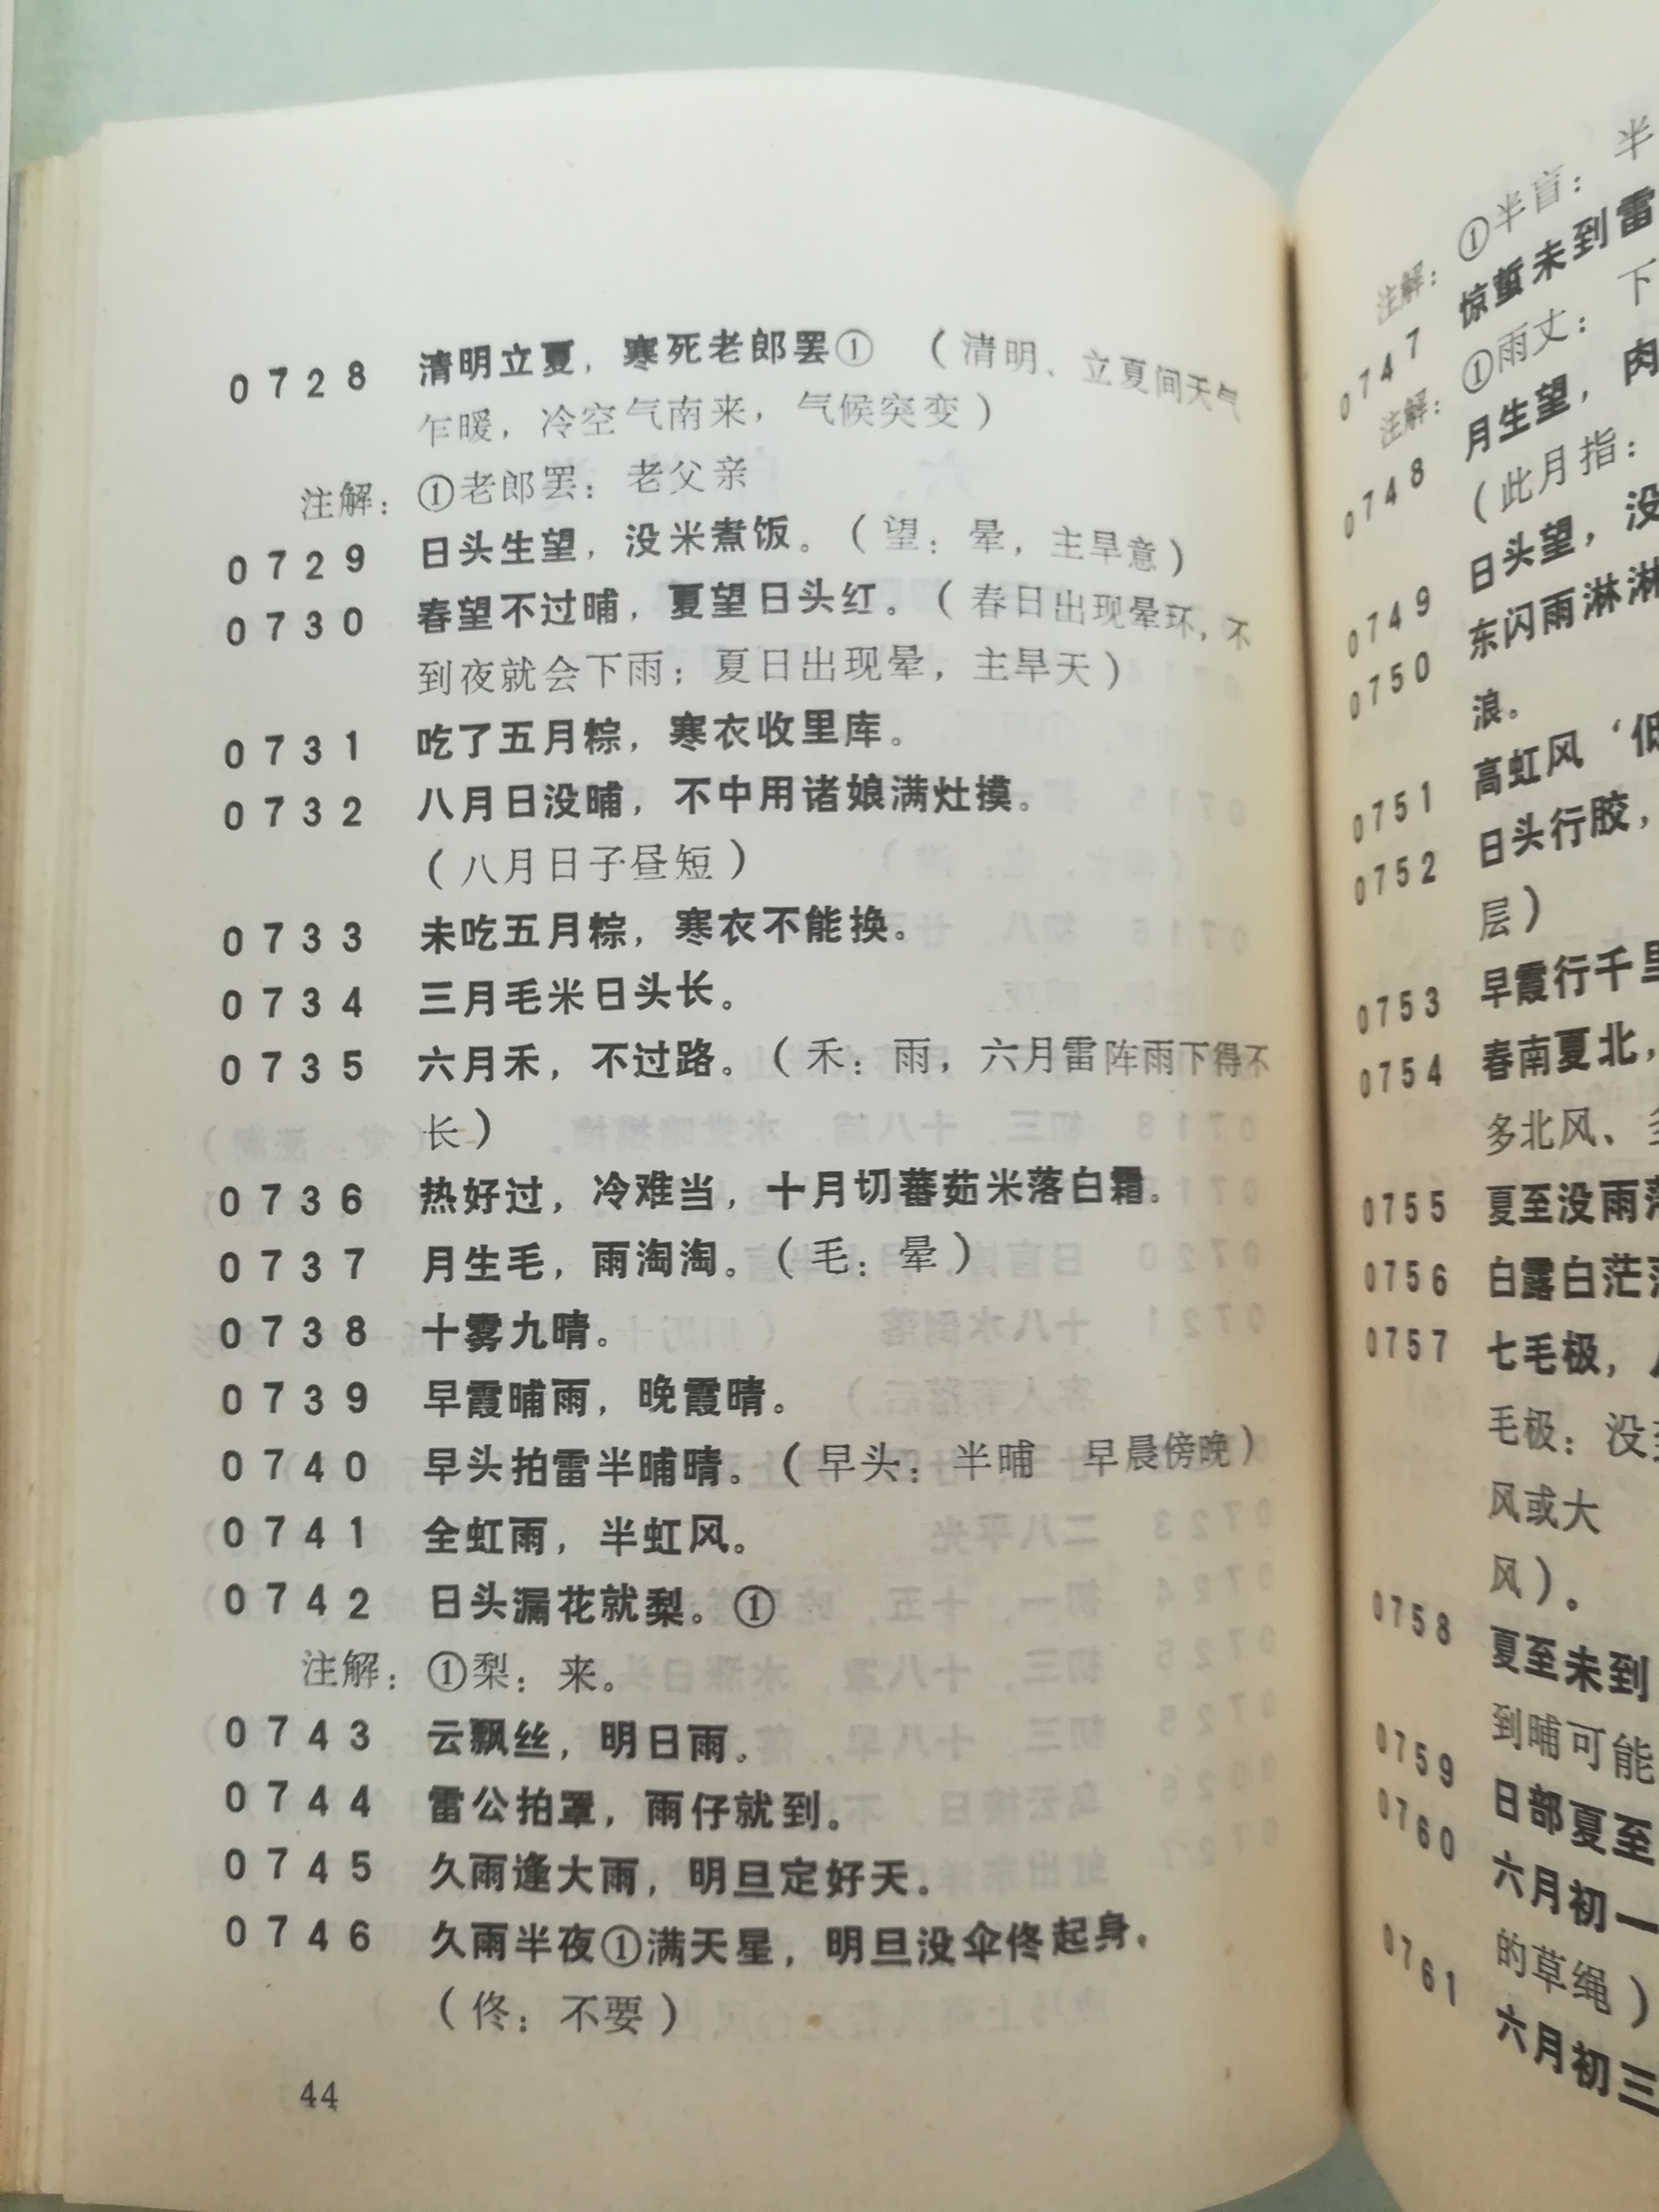 0728 清明立夏，寒死老郎罢① （清明、立夏间天气
乍暖，冷空气南来，气候突变）
注解：①老郎罢：老父亲
0729 日头生望，没米煮饭。（望：晕，主旱意）
0730 春望不过晡，夏望日头红。（春日出现晕环，不
到夜就会下雨；夏日出现晕，主旱天）
0731 吃了五月粽，寒衣收里库。
0732 八月日没晡，不中用诸娘满灶摸。
（八月日子昼短）
0733 未吃五月粽，寒衣不能换。
0734 三月毛米日头长。
0735 六月禾，不过路。（禾：雨，六月雷阵雨下得不
长）
0736 热好过，冷难当，十月切蕃茹米落白霜。
0737 月生毛，雨淘淘。（毛：晕）
0738 十雾九晴。
0739 早霞晡雨，晚霞晴。
0740 早头拍雷半晡晴。（早头：半晡 早晨傍晚）
0741 全虹雨，半虹风。
0742 日头漏花就梨。①
注解：①梨：来。
0743 云飘丝，明日雨。
0744 雷公拍罩，雨仔就到。
0745 久雨逢大雨，明旦定好天。
0746 久雨半夜①满天星，明旦没伞佟起身，
（佟：不要）
44
注解：①半盲：半
0747 惊蜇未到雷
注解：①雨丈：下
0748 月生望，肉
（此月指：
0749 日头望，没
0750 东闪雨淋淋
浪。
0751 高虹风‘低
0752 日头行胶，
层）
0753 早霞行千里
0754 春南夏北，
多北风、
0755 夏至没雨落
0756 白露白茫茫
0757 七毛极，
毛极：没
风或大
风）。
0758 夏至未到
到晡可能
0759 日部夏至
0760 六月初一
的草绳）
0761 六月初三